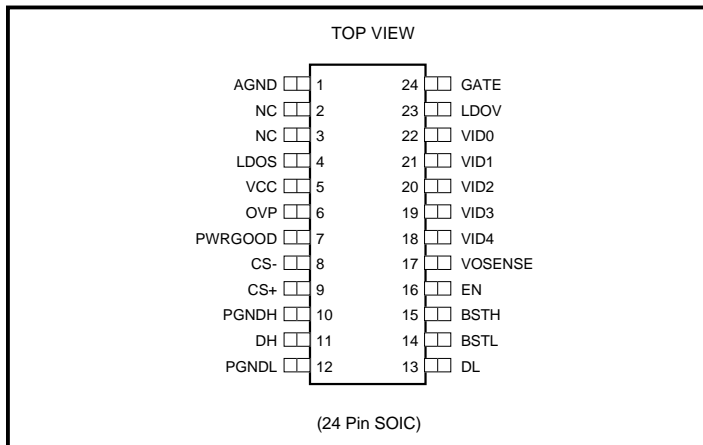 TOP VIEW
AGND 1 24 GATE
NC 2 23 LDOV
NC 3 22 VID0
LDOS 4 21 VID1
VCC 5 20 VID2
OVP 6 19 VID3
PWRGOOD 7 18 VID4
CS- 8 17 VOSENSE
CS+ 9 16 EN
PGNDH 10 15 BSTH
DH 11 14 BSTL
PGNDL 12 13 DL
(24 Pin SOIC)